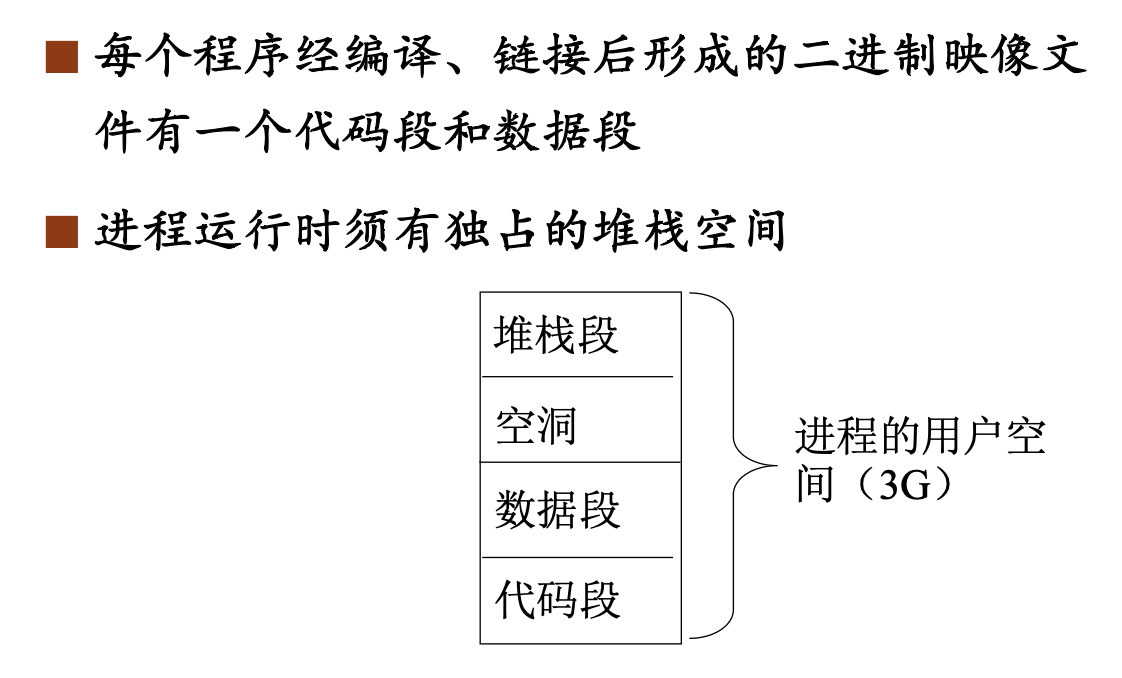 ■ 每个程序经编译、链接后形成的二进制映像文
件有一个代码段和数据段
■ 进程运行时须有独占的堆栈空间
堆栈段
空洞
数据段
代码段
进程的用户空
间（3G）